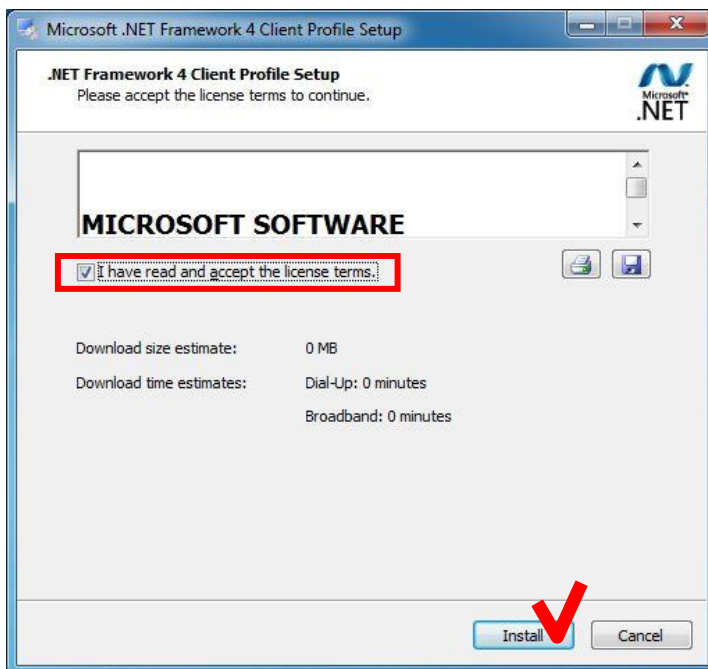 Microsoft .NET Framework 4 Client Profile Setup
.NET Framework 4 Client Profile Setup
Please accept the license terms to continue.
Microsoft®
.NET
MICROSOFT SOFTWARE
I have read and accept the license terms.
Download size estimate: 0 MB
Download time estimates: Dial-Up: 0 minutes
Broadband: 0 minutes
Install Cancel